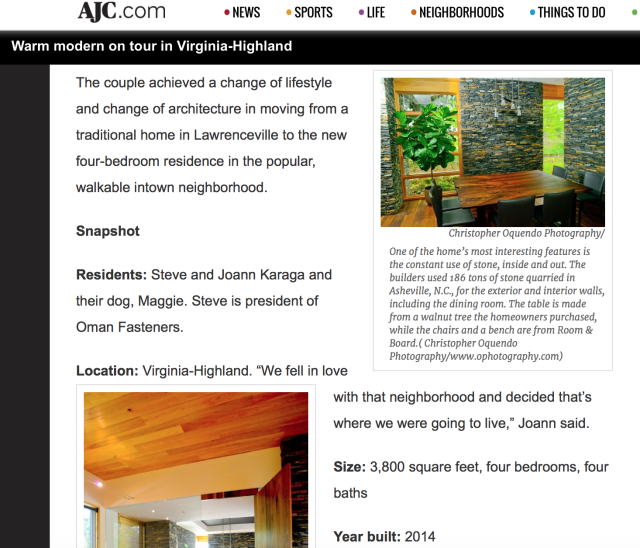 AJC.com
NEWS
SPORTS
LIFE
NEIGHBORHOODS
THINGS TO DO
Warm modern on tour in Virginia-Highland
The couple achieved a change of lifestyle
and change of architecture in moving from a
traditional home in Lawrenceville to the new
four-bedroom residence in the popular,
walkable intown neighborhood.
Snapshot
Residents: Steve and Joann Karaga and
their dog, Maggie. Steve is president of
Oman Fasteners.
Christopher Oquendo Photography/
One of the home's most interesting features is
the constant use of stone, inside and out. The
builders used 186 tons of stone quarried in
Asheville, N.C., for the exterior and interior walls,
including the dining room. The table is made
from a walnut tree the homeowners purchased,
while the chairs and a bench are from Room &
Board.( Christopher Oquendo
Photography/www.ophotography.com)
Location: Virginia-Highland. “We fell in love
with that neighborhood and decided that’s
where we were going to live,” Joann said.
Size: 3,800 square feet, four bedrooms, four
baths
Year built: 2014